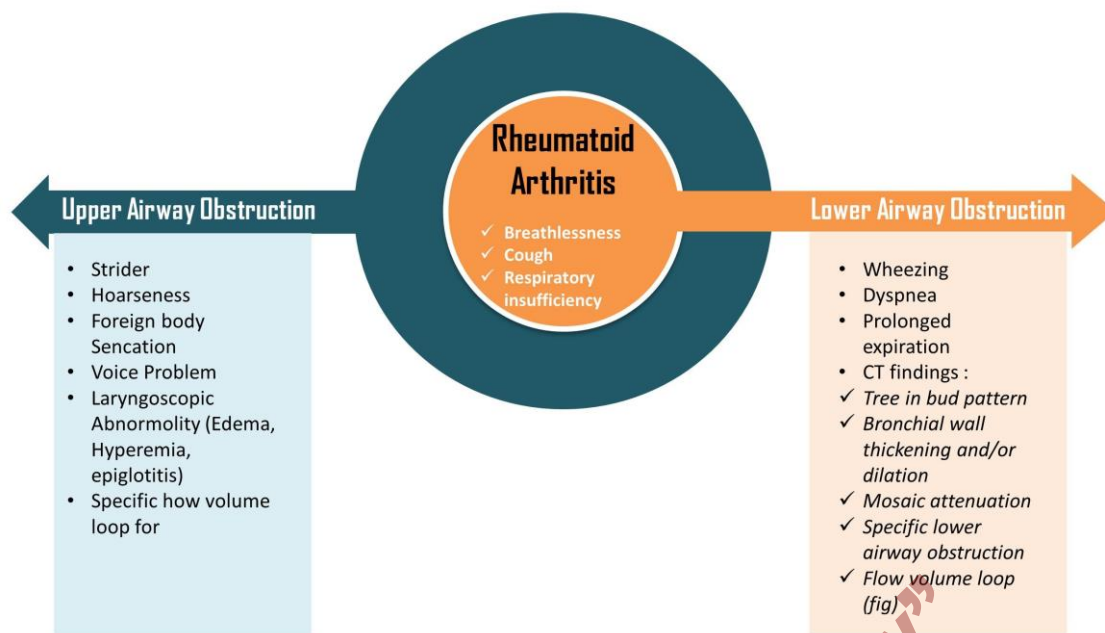 Rheumatoid
Arthritis
✓ Breathlessness
✓ Cough
✓ Respiratory
insufficiency
Upper Airway Obstruction
• Strider
• Hoarseness
• Foreign body
Sencation
• Voice Problem
• Laryngoscopic
Abnormolity (Edema,
Hyperemia,
epiglotitis)
• Specific how volume
loop for
Lower Airway Obstruction
• Wheezing
• Dyspnea
• Prolonged
expiration
• CT findings :
✓ Tree in bud pattern
✓ Bronchial wall
thickening and/or
dilation
✓ Mosaic attenuation
✓ Specific lower
airway obstruction
✓ Flow volume loop
(fig)